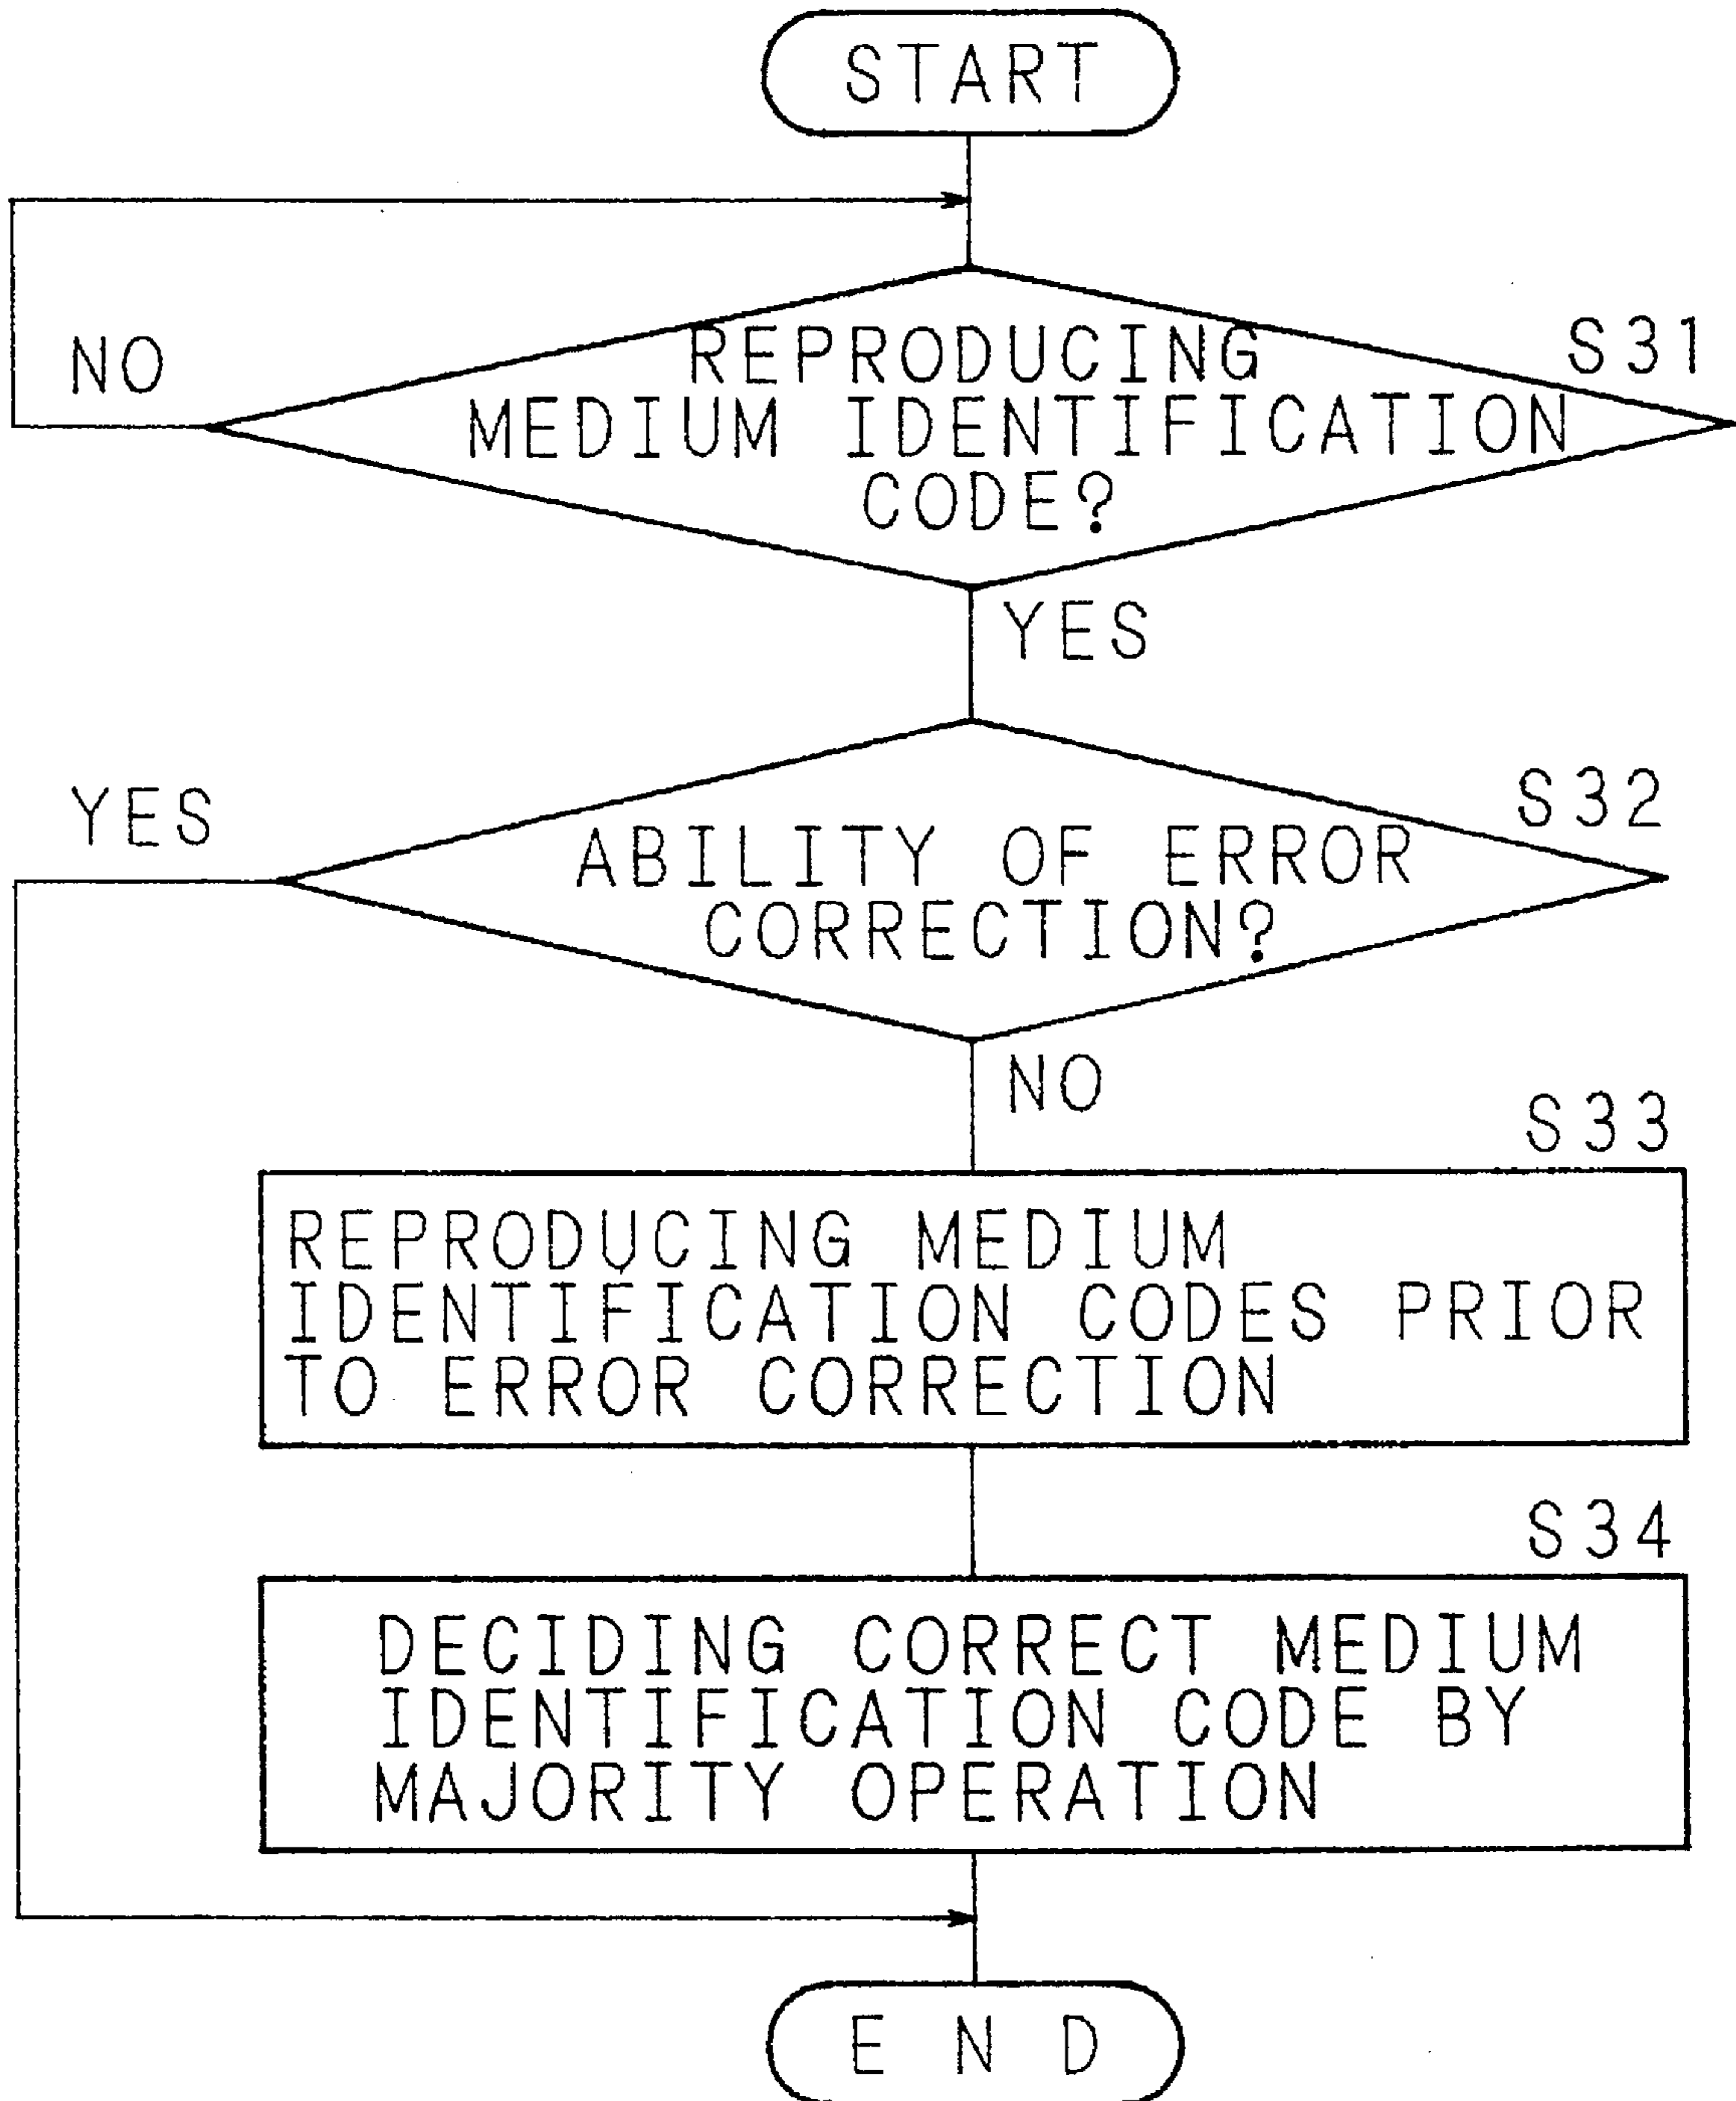 START
NO
S31
REPRODUCING
MEDIUM IDENTIFICATION
CODE?
YES
YES
S32
ABILITY OF ERROR
CORRECTION?
NO
S33
REPRODUCING MEDIUM
IDENTIFICATION CODES PRIOR
TO ERROR CORRECTION
S34
DECIDING CORRECT MEDIUM
IDENTIFICATION CODE BY
MAJORITY OPERATION
END